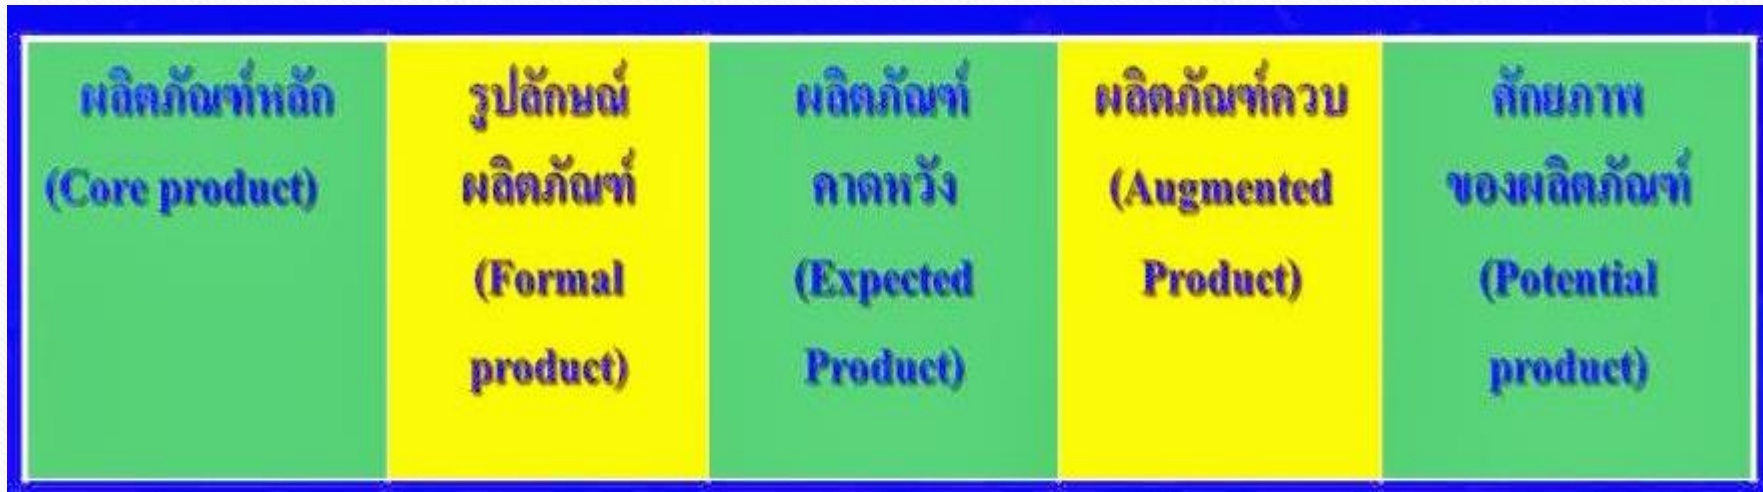 ผลิตภัณฑ์หลัก
(Core product)
รูปลักษณ์
ผลิตภัณฑ์
(Formal
product)
ผลิตภัณฑ์
คาดหวัง
(Expected
Product)
ผลิตภัณฑ์ควบ
(Augmented
Product)
ศักยภาพ
ของผลิตภัณฑ์
(Potential
product)